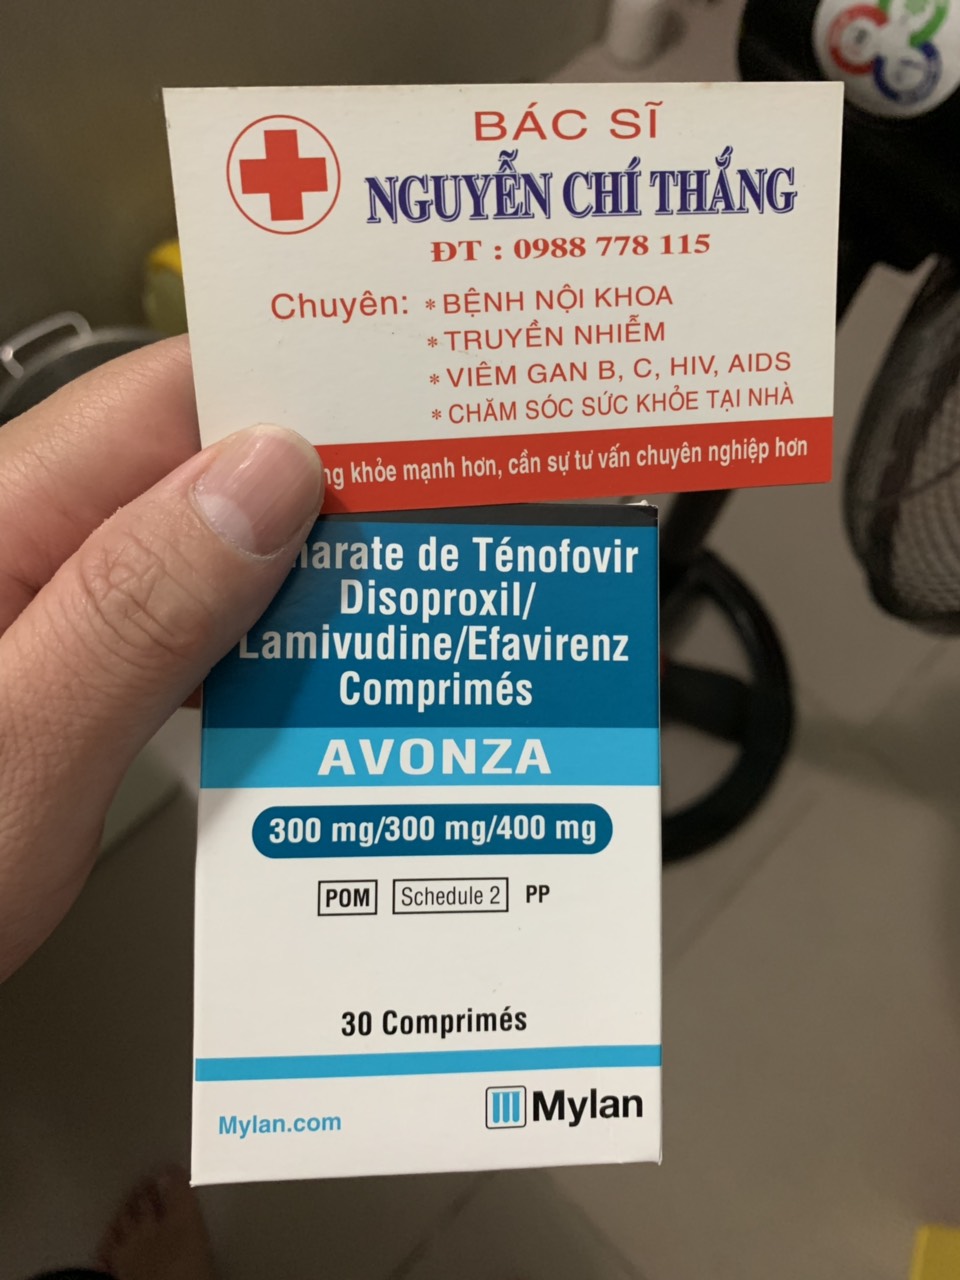 BÁC SĨ
NGUYỄN CHÍ THẮNG
ĐT : 0988 778 115
Chuyên: * BỆNH NỘI KHOA
* TRUYỀN NHIỄM
* VIÊM GAN B, C, HIV, AIDS
* CHĂM SÓC SỨC KHỎE TẠI NHÀ
khỏe mạnh hơn, cần sự tư vấn chuyên nghiệp hơn
de Ténofovir
Disoproxil/
Lamivudine/Efavirenz
Comprimés
AVONZA
300 mg/300 mg/400 mg
POM Schedule 2 PP
30 Comprimés
Mylan.com
Mylan